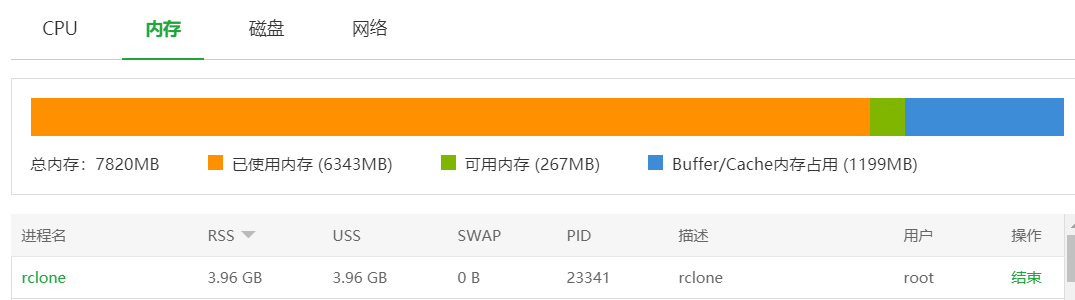 CPU 内存 磁盘 网络
总内存：7820MB 已使用内存 (6343MB) 可用内存 (267MB) Buffer/Cache内存占用 (1199MB)
进程名 RSS USS SWAP PID 描述 用户 操作
rclone 3.96 GB 3.96 GB 0 B 23341 rclone root 结束